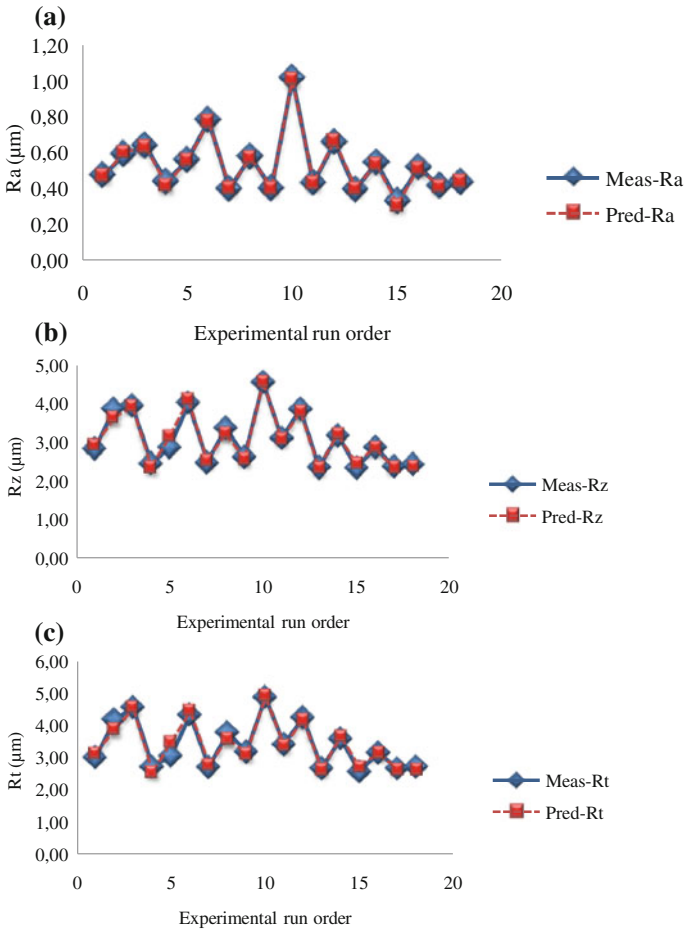 (a)
1,20
1,00
0,80
0,60
0,40
0,20
0,00
Ra (µm)
0 5 10 15 20
Experimental run order
Meas-Ra
Pred-Ra
(b)
5,00
4,00
3,00
2,00
1,00
0,00
Rz (µm)
0 5 10 15 20
Experimental run order
Meas-Rz
Pred-Rz
(c)
6,00
5,00
4,00
3,00
2,00
1,00
0,00
Rt (µm)
0 5 10 15 20
Experimental run order
Meas-Rt
Pred-Rt